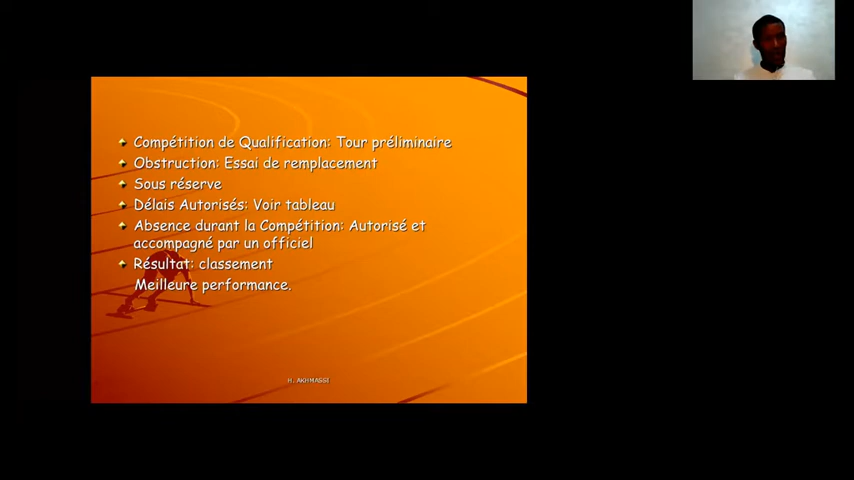 Compétition de Qualification: Tour préliminaire
Obstruction: Essai de remplacement
Sous réserve
Délais Autorisés: Voir tableau
Absence durant la Compétition: Autorisé et
accompagné par un officiel
Résultat: classement
Meilleure performance.
H. AKHMASSI